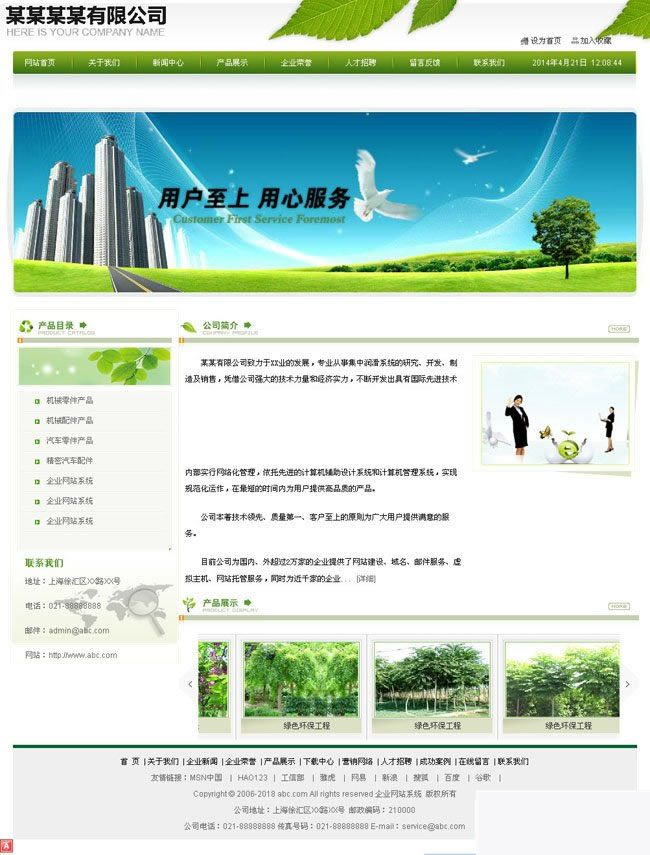 某某某某有限公司
HERE IS YOUR COMPANY NAME
设为首页 加入收藏
网站首页 关于我们 新闻中心 产品展示 企业荣誉 人才招聘 留言反馈 联系我们 2014年4月21日 12:08:44
用户至上 用心服务
Customer First Service Foremost
产品目录
PRODUCT CATALOG
机械零件产品
机械配件产品
汽车零件产品
精密汽车配件
企业网站系统
企业网站系统
企业网站系统
联系我们
地址：上海徐汇区XX路XX号
电话：021-88888888
邮件：admin@abc.com
网站：http://www.abc.com
公司简介
COMPANY PROFILE
MORE
某某有限公司致力于XX业的发展，专业从事集中润滑系统的研究、开发、制
造及销售，凭借公司强大的技术力量和经济实力，不断开发出具有国际先进技术
内部实行网络化管理，依托先进的计算机辅助设计系统和计算机管理系统，实现
规范化运作，在最短的时间内为用户提供高品质的产品。
公司本着技术领先、质量第一、客户至上的原则为广大用户提供满意的服
务。
目前公司为国内、外超过2万家的企业提供了网站建设、域名、邮件服务、虚
拟主机、网站托管服务，同时为近千家的企业... [详细]
产品展示
PRODUCT DISPLAY
MORE
绿色环保工程 绿色环保工程 绿色环保工程
首 页 | 关于我们 | 企业新闻 | 企业荣誉 | 产品展示 | 下载中心 | 营销网络 | 人才招聘 | 成功案例 | 在线留言 | 联系我们
友情链接：MSN中国 | HAO123 | 工信部 | 雅虎 | 网易 | 新浪 | 搜狐 | 百度 | 谷歌 |
Copyright © 2006-2018 abc.com All rights reserved 企业网站系统 版权所有
公司地址：上海徐汇区XX路XX号 邮政编码：210000
公司电话：021-88888888 传真号码：021-88888888 E-mail：service@abc.com